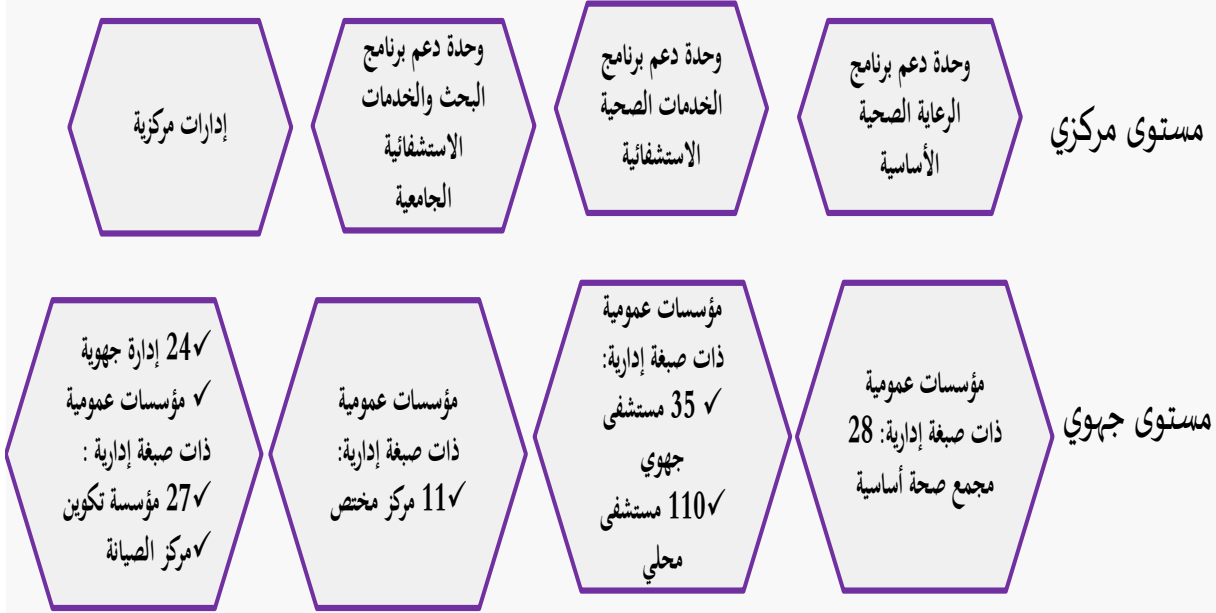 مستوى مركزي
وحدة دعم برنامج
الرعاية الصحية
الأساسية
وحدة دعم برنامج
الخدمات الصحية
الاستشفائية
وحدة دعم برنامج
البحث والخدمات
الاستشفائية
الجامعية
إدارات مركزية
مستوى جهوي
مؤسسات عمومية
ذات صبغة إدارية: 28
مجمع صحة أساسية
مؤسسات عمومية
ذات صبغة إدارية:
✓ 35 مستشفى
جهوي
✓110 مستشفى
محلي
مؤسسات عمومية
ذات صبغة إدارية:
✓11 مركز مختص
✓24 إدارة جهوية
✓ مؤسسات عمومية
ذات صبغة إدارية :
✓27 مؤسسة تكوين
✓مركز الصيانة